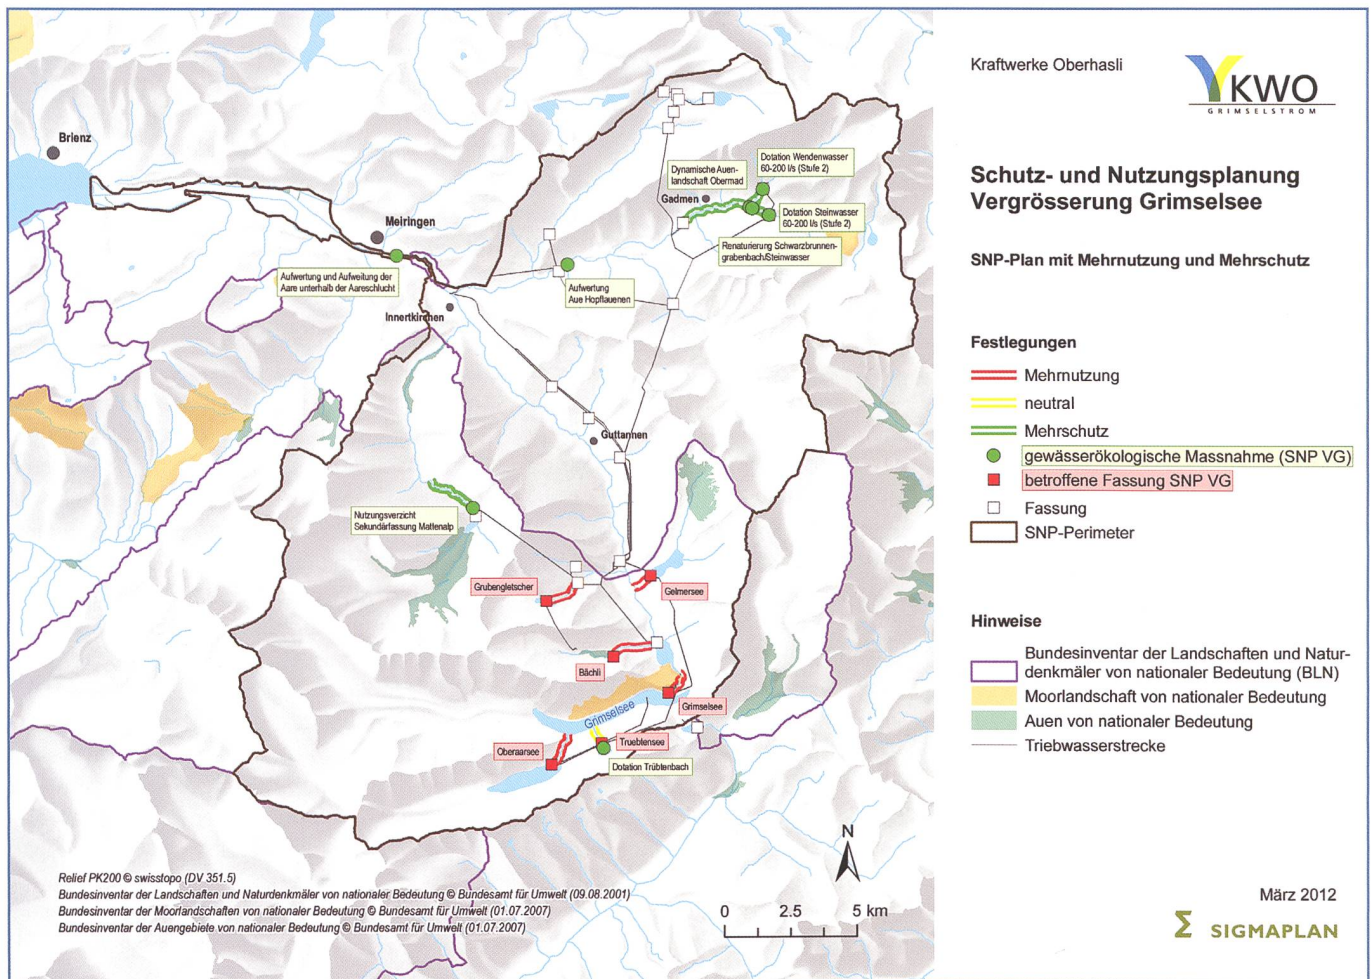 Kraftwerke Oberhasli
KWO
GRIMSELSTROM
Schutz- und Nutzungsplanung
Vergrösserung Grimselsee
SNP-Plan mit Mehrnutzung und Mehrschutz
Festlegungen
Mehrnutzung
neutral
Mehrschutz
gewässerökologische Massnahme (SNP VG)
betroffene Fassung SNP VG
Fassung
SNP-Perimeter
Hinweise
Bundesinventar der Landschaften und Natur-
denkmäler von nationaler Bedeutung (BLN)
Moorlandschaft von nationaler Bedeutung
Auen von nationaler Bedeutung
Triebwasserstrecke
März 2012
Σ SIGMAPLAN
Brienz
Meiringen
Aufwertung und Aufweitung der
Aare unterhalb der Aareschlucht
Innertkirchen
Dynamische Auen-
landschaft Obermad
Gadmen
Dotation Wendenwasser
60-200 l/s (Stufe 2)
Dotation Steinwasser
60-200 l/s (Stufe 2)
Renaturierung Schwarzbrunnen-
grabenbach/Steinwasser
Aufwertung
Aue Hopflauenen
Guttannen
Nutzungsverzicht
Sekundärfassung Mattenalp
Grubengletscher
Gelmersee
Bächli
Grimselsee
Grimselsee
Oberaarsee
Truebtensee
Dotation Trübtenbach
N
0 2.5 5 km
Relief PK200 © swisstopo (DV 351.5)
Bundesinventar der Landschaften und Naturdenkmäler von nationaler Bedeutung © Bundesamt für Umwelt (09.08.2001)
Bundesinventar der Moorlandschaften von nationaler Bedeutung © Bundesamt für Umwelt (01.07.2007)
Bundesinventar der Auengebiete von nationaler Bedeutung © Bundesamt für Umwelt (01.07.2007)